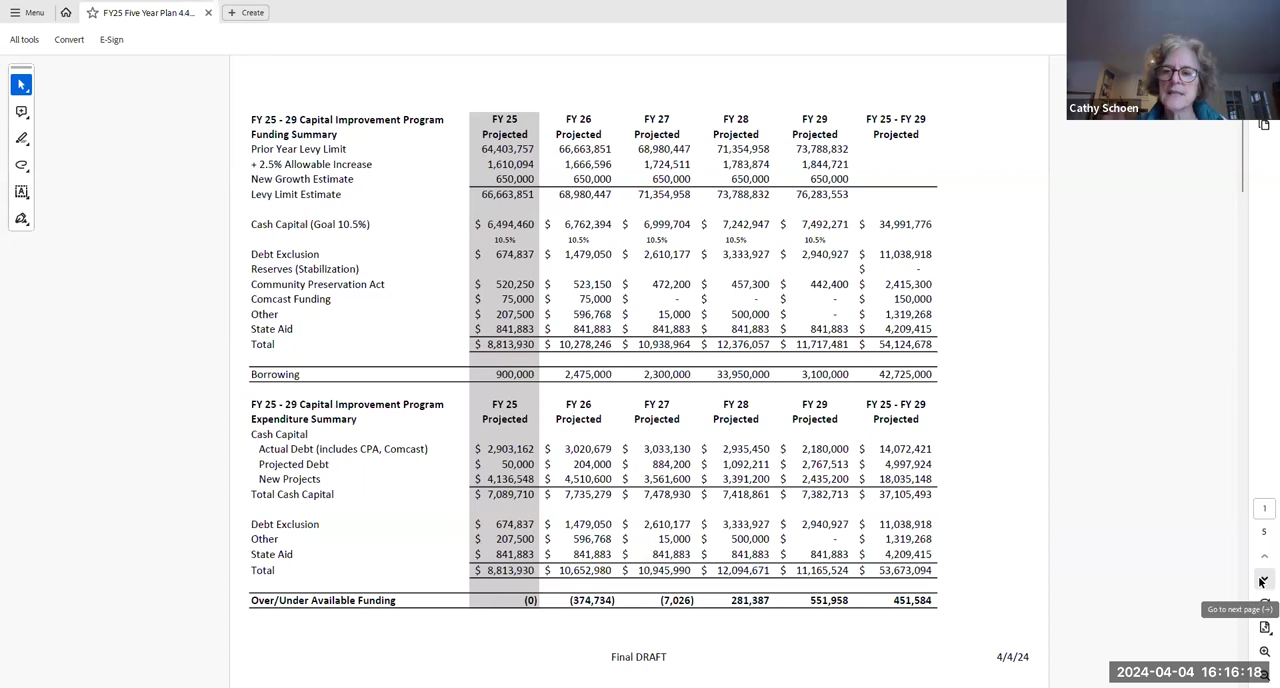 Menu
FY25 Five Year Plan 4.4...
+ Create
All tools Convert E-Sign
Cathy Schoen
FY 25 - 29 Capital Improvement Program FY 25 FY 26 FY 27 FY 28 FY 29 FY 25 - FY 29
Funding Summary Projected Projected Projected Projected Projected Projected
Prior Year Levy Limit 64,403,757 66,663,851 68,980,447 71,354,958 73,788,832
+ 2.5% Allowable Increase 1,610,094 1,666,596 1,724,511 1,783,874 1,844,721
New Growth Estimate 650,000 650,000 650,000 650,000 650,000
Levy Limit Estimate 66,663,851 68,980,447 71,354,958 73,788,832 76,283,553
Cash Capital (Goal 10.5%) $ 6,494,460 $ 6,762,394 $ 6,999,704 $ 7,242,947 $ 7,492,271 $ 34,991,776
10.5% 10.5% 10.5% 10.5% 10.5%
Debt Exclusion $ 674,837 $ 1,479,050 $ 2,610,177 $ 3,333,927 $ 2,940,927 $ 11,038,918
Reserves (Stabilization) $ -
Community Preservation Act $ 520,250 $ 523,150 $ 472,200 $ 457,300 $ 442,400 $ 2,415,300
Comcast Funding $ 75,000 $ 75,000 $ - $ - $ - $ 150,000
Other $ 207,500 $ 596,768 $ 15,000 $ 500,000 $ - $ 1,319,268
State Aid $ 841,883 $ 841,883 $ 841,883 $ 841,883 $ 841,883 $ 4,209,415
Total $ 8,813,930 $ 10,278,246 $ 10,938,964 $ 12,376,057 $ 11,717,481 $ 54,124,678
Borrowing 900,000 2,475,000 2,300,000 33,950,000 3,100,000 42,725,000
FY 25 - 29 Capital Improvement Program FY 25 FY 26 FY 27 FY 28 FY 29 FY 25 - FY 29
Expenditure Summary Projected Projected Projected Projected Projected Projected
Cash Capital
Actual Debt (includes CPA, Comcast) $ 2,903,162 $ 3,020,679 $ 3,033,130 $ 2,935,450 $ 2,180,000 $ 14,072,421
Projected Debt $ 50,000 $ 204,000 $ 884,200 $ 1,092,211 $ 2,767,513 $ 4,997,924
New Projects $ 4,136,548 $ 4,510,600 $ 3,561,600 $ 3,391,200 $ 2,435,200 $ 18,035,148
Total Cash Capital $ 7,089,710 $ 7,735,279 $ 7,478,930 $ 7,418,861 $ 7,382,713 $ 37,105,493
Debt Exclusion $ 674,837 $ 1,479,050 $ 2,610,177 $ 3,333,927 $ 2,940,927 $ 11,038,918
Other $ 207,500 $ 596,768 $ 15,000 $ 500,000 $ - $ 1,319,268
State Aid $ 841,883 $ 841,883 $ 841,883 $ 841,883 $ 841,883 $ 4,209,415
Total $ 8,813,930 $ 10,652,980 $ 10,945,990 $ 12,094,671 $ 11,165,524 $ 53,673,094
Over/Under Available Funding (0) (374,734) (7,026) 281,387 551,958 451,584
Final DRAFT 4/4/24
1
5
Go to next page (→)
2024-04-04 16:16:18